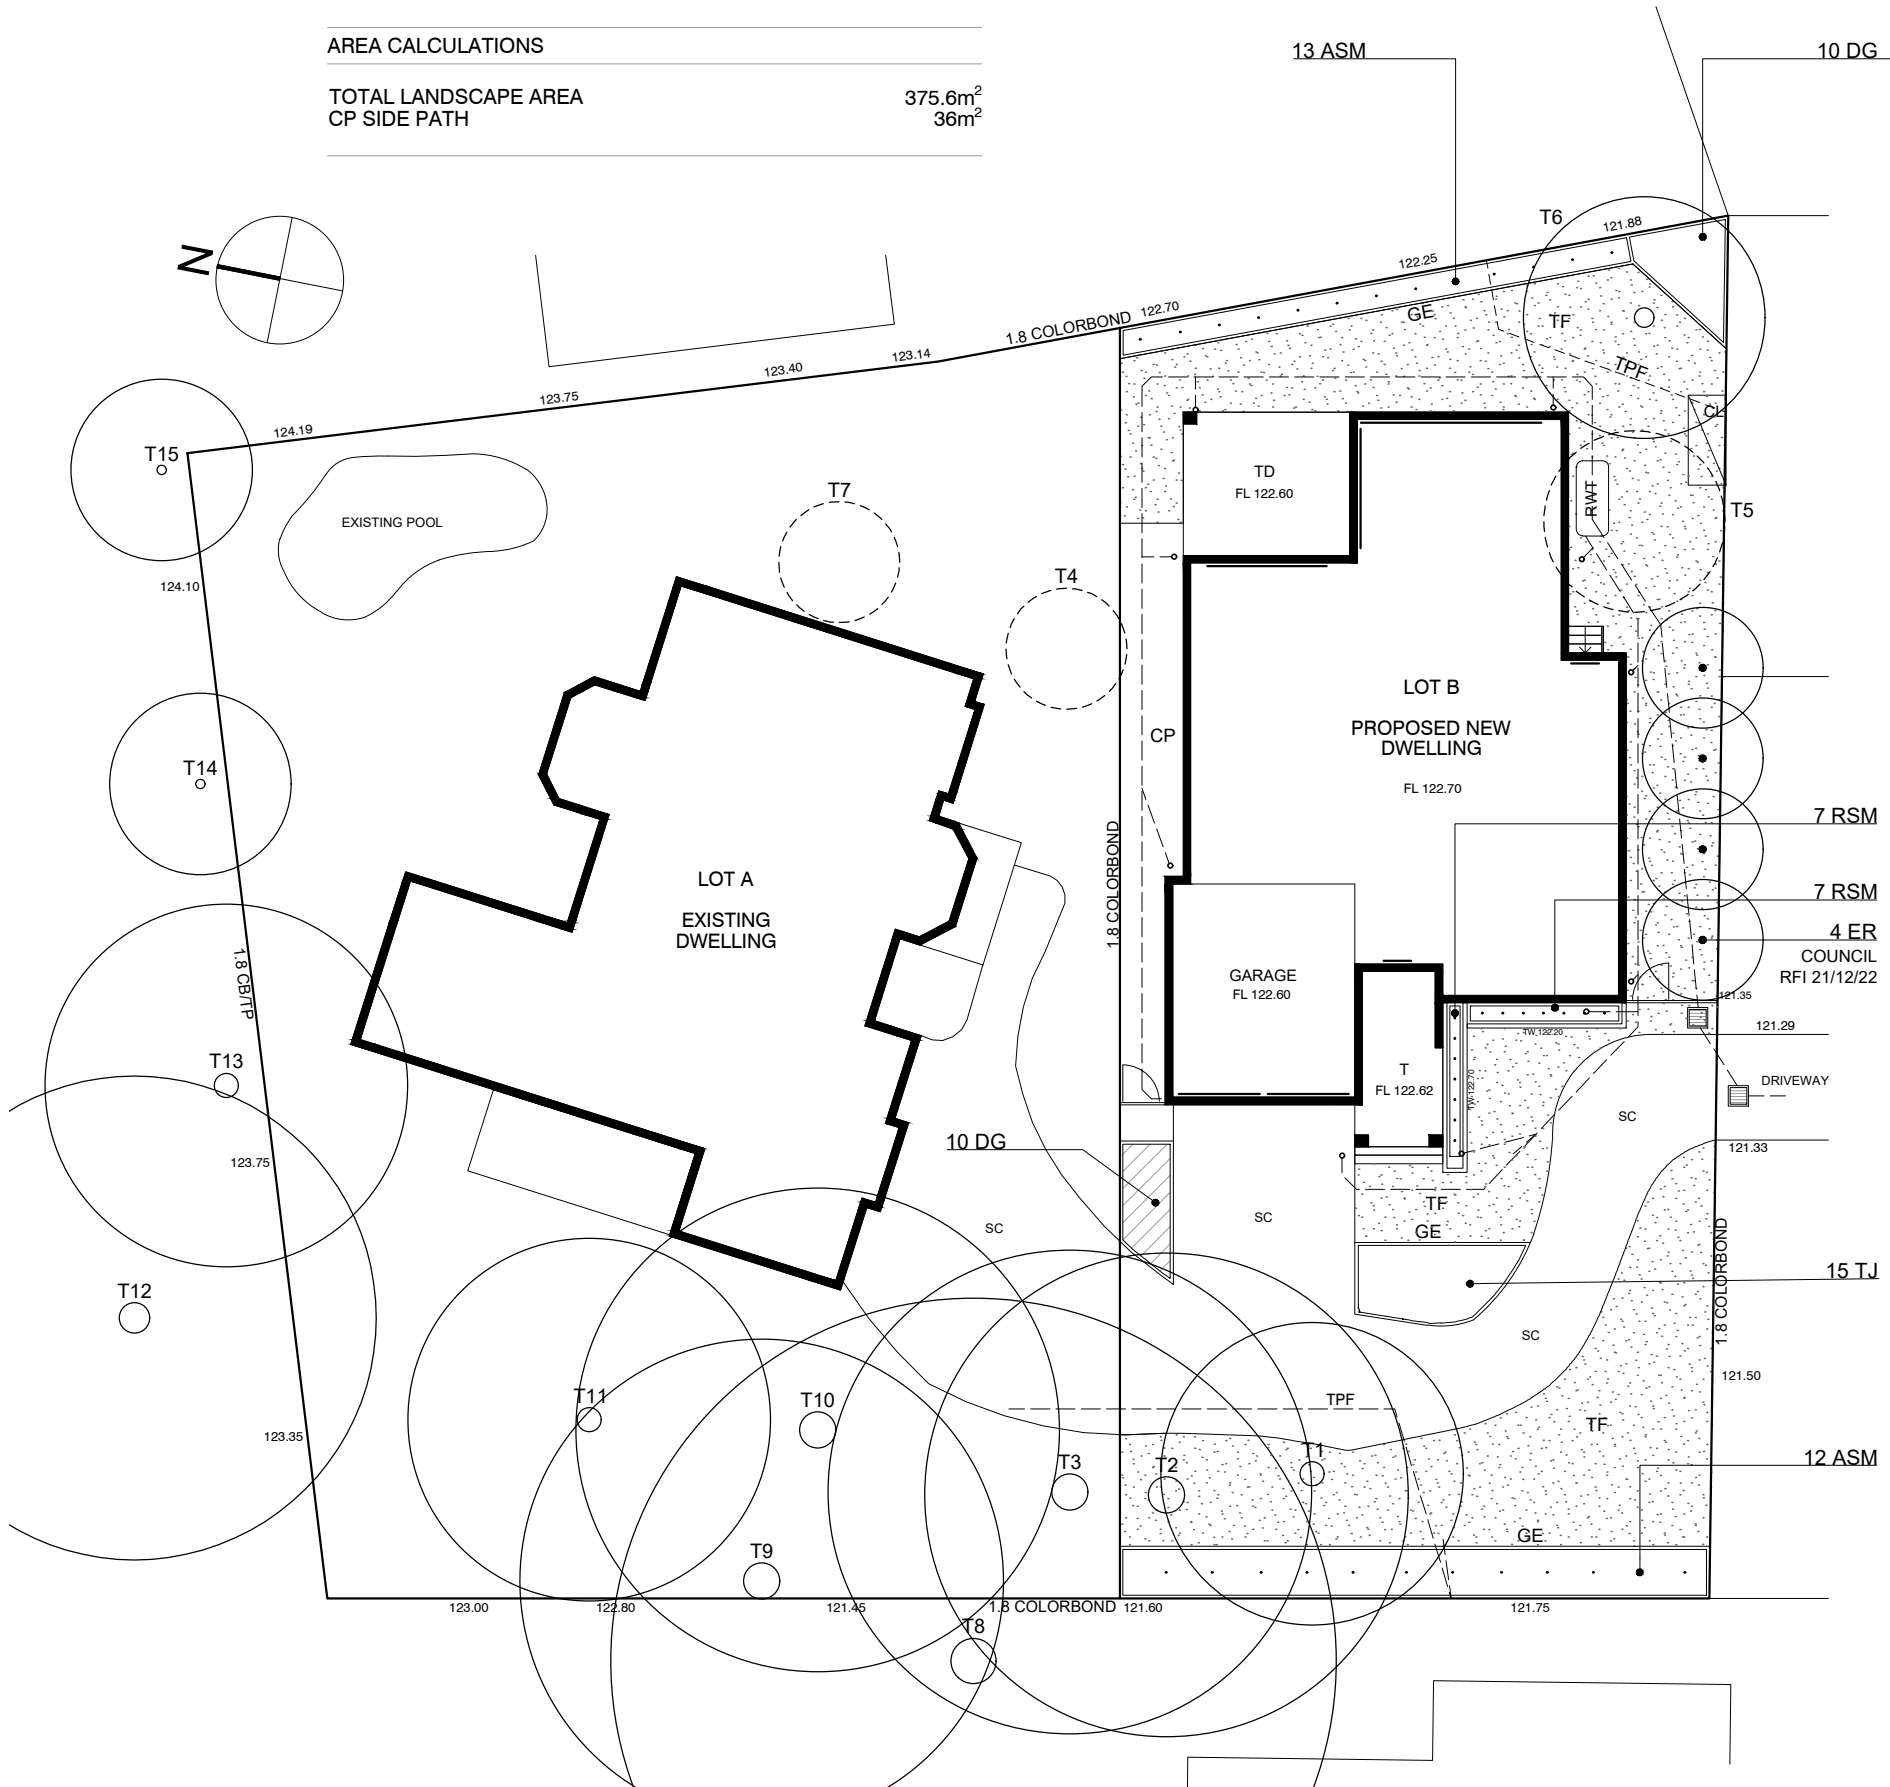 AREA CALCULATIONS
TOTAL LANDSCAPE AREA 375.6m²
CP SIDE PATH 36m²
13 ASM
10 DG
N
T6
121.88
122.25
122.70
1.8 COLORBOND
GE
TF
TPF
CL
123.14
123.40
123.75
124.19
T15
EXISTING POOL
T7
TD
FL 122.60
RWT
T5
124.10
T4
LOT B
PROPOSED NEW
DWELLING
FL 122.70
CP
T14
7 RSM
1.8 COLORBOND
LOT A
EXISTING
DWELLING
7 RSM
4 ER
COUNCIL
RFI 21/12/22
GARAGE
FL 122.60
1.8 CB/TP
121.35
TW 122.20
121.29
T13
T
FL 122.62
TW 122.70
DRIVEWAY
SC
10 DG
121.33
123.75
TF
SC
SC
GE
15 TJ
T12
1.8 COLORBOND
SC
121.50
T11
T10
TPF
TF
123.35
T3
T2
T1
12 ASM
GE
T9
123.00
122.80
121.45
1.8 COLORBOND
121.60
121.75
T8